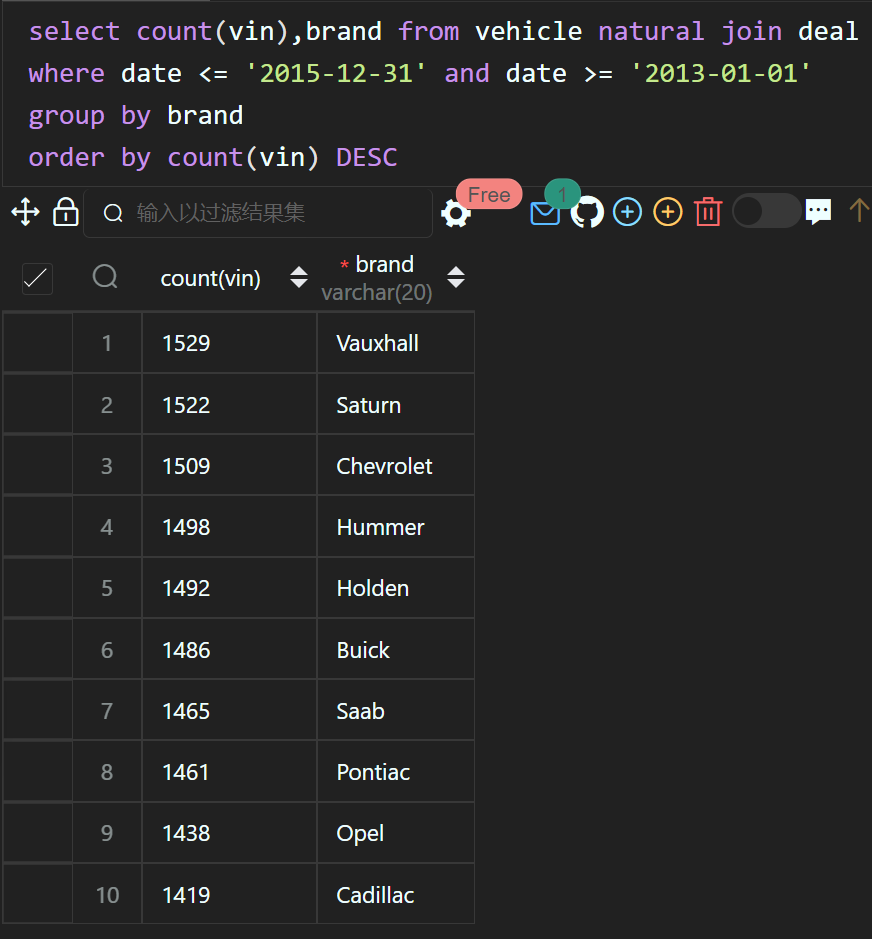 select count(vin),brand from vehicle natural join deal
where date <= '2015-12-31' and date >= '2013-01-01'
group by brand
order by count(vin) DESC
输入以过滤结果集 Free 1
count(vin) * brand
varchar(20)
1 1529 Vauxhall
2 1522 Saturn
3 1509 Chevrolet
4 1498 Hummer
5 1492 Holden
6 1486 Buick
7 1465 Saab
8 1461 Pontiac
9 1438 Opel
10 1419 Cadillac